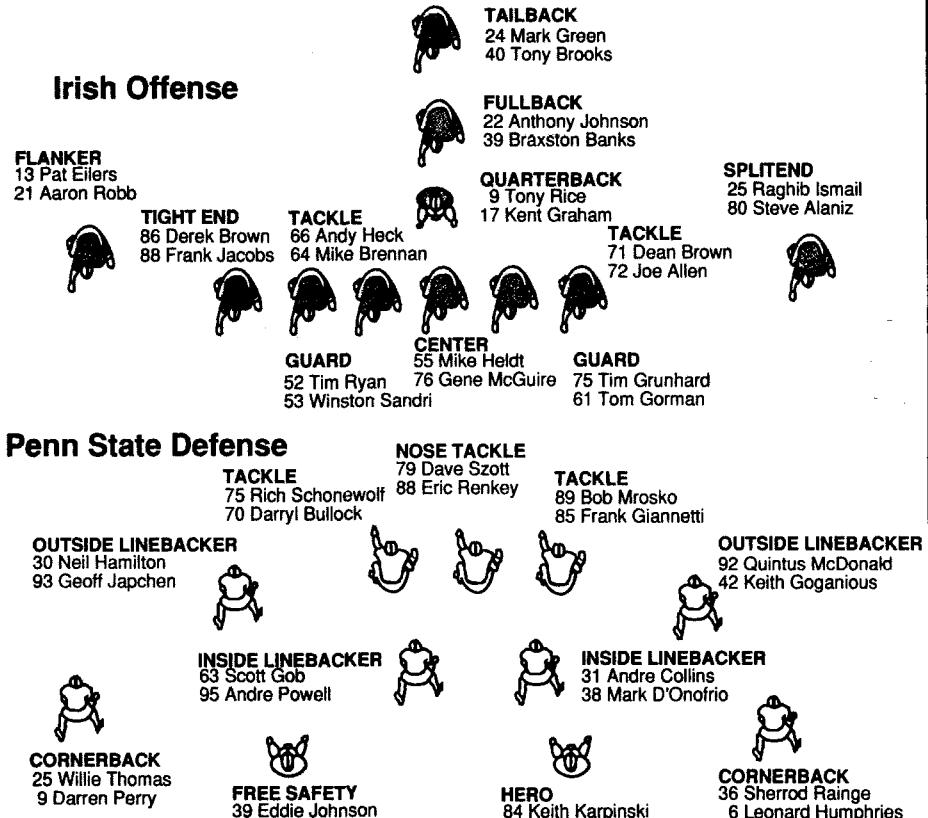 TAILBACK
24 Mark Green
40 Tony Brooks
Irish Offense
FULLBACK
22 Anthony Johnson
39 Braxston Banks
FLANKER
13 Pat Eilers
21 Aaron Robb
QUARTERBACK
9 Tony Rice
17 Kent Graham
SPLITEND
25 Raghib Ismail
80 Steve Alaniz
TIGHT END
86 Derek Brown
88 Frank Jacobs
TACKLE
66 Andy Heck
64 Mike Brennan
TACKLE
71 Dean Brown
72 Joe Allen
GUARD
52 Tim Ryan
53 Winston Sandri
CENTER
55 Mike Heldt
76 Gene McGuire
GUARD
75 Tim Grunhard
61 Tom Gorman
Penn State Defense
TACKLE
75 Rich Schonewolf
70 Darryl Bullock
NOSE TACKLE
79 Dave Szott
88 Eric Renkey
TACKLE
89 Bob Mrosko
85 Frank Giannetti
OUTSIDE LINEBACKER
30 Neil Hamilton
93 Geoff Japchen
OUTSIDE LINEBACKER
92 Quintus McDonald
42 Keith Goganious
INSIDE LINEBACKER
63 Scott Gob
95 Andre Powell
INSIDE LINEBACKER
31 Andre Collins
38 Mark D'Onofrio
CORNERBACK
25 Willie Thomas
9 Darren Perry
FREE SAFETY
39 Eddie Johnson
HERO
84 Keith Karpinski
CORNERBACK
36 Sherrod Rainge
6 Leonard Humphries